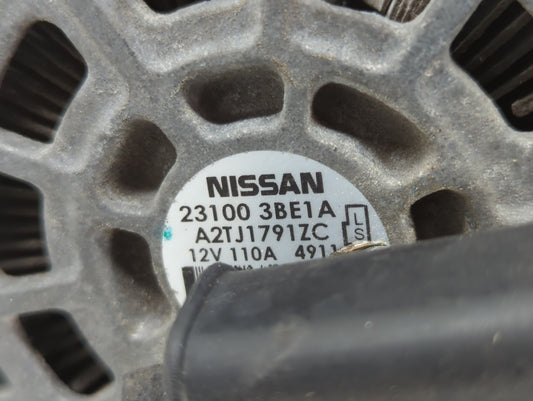 NISSAN
23100 3BE1A
A2TJ1791ZC
L
S
12V 110A 4911